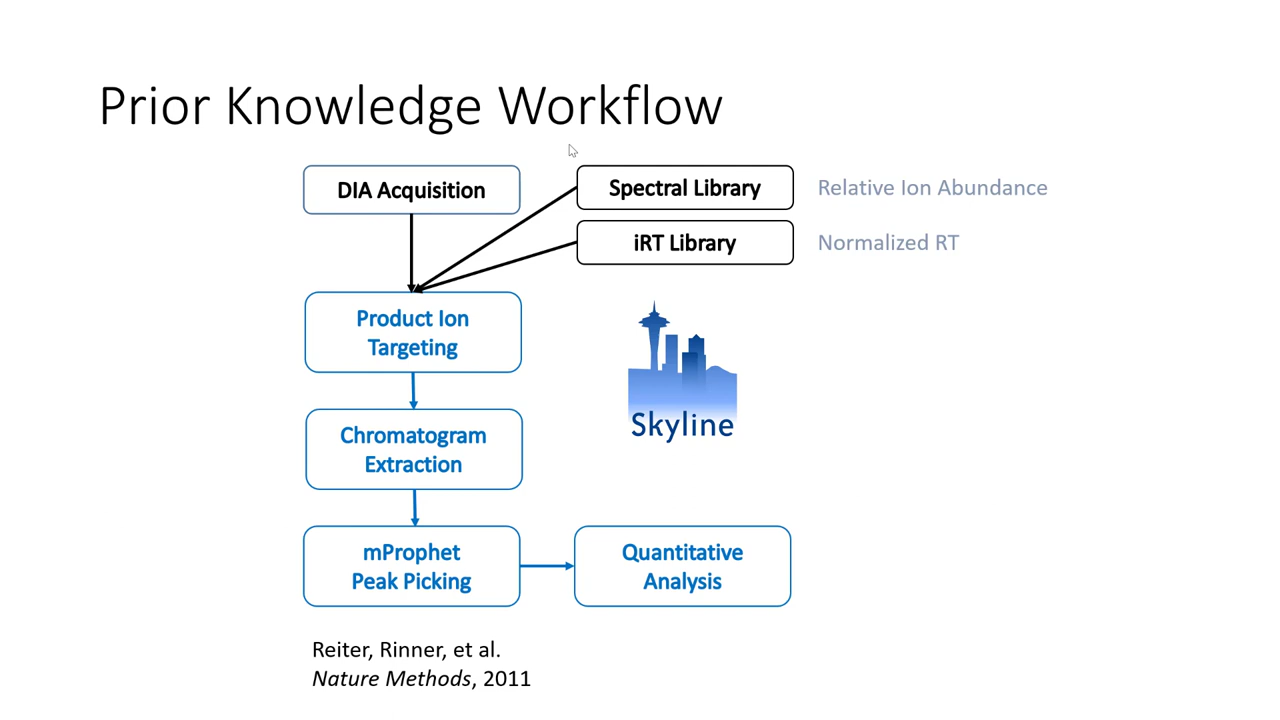 Prior Knowledge Workflow
DIA Acquisition
Spectral Library
Relative Ion Abundance
iRT Library
Normalized RT
Product Ion
Targeting
Skyline
Chromatogram
Extraction
mProphet
Peak Picking
Quantitative
Analysis
Reiter, Rinner, et al.
Nature Methods, 2011